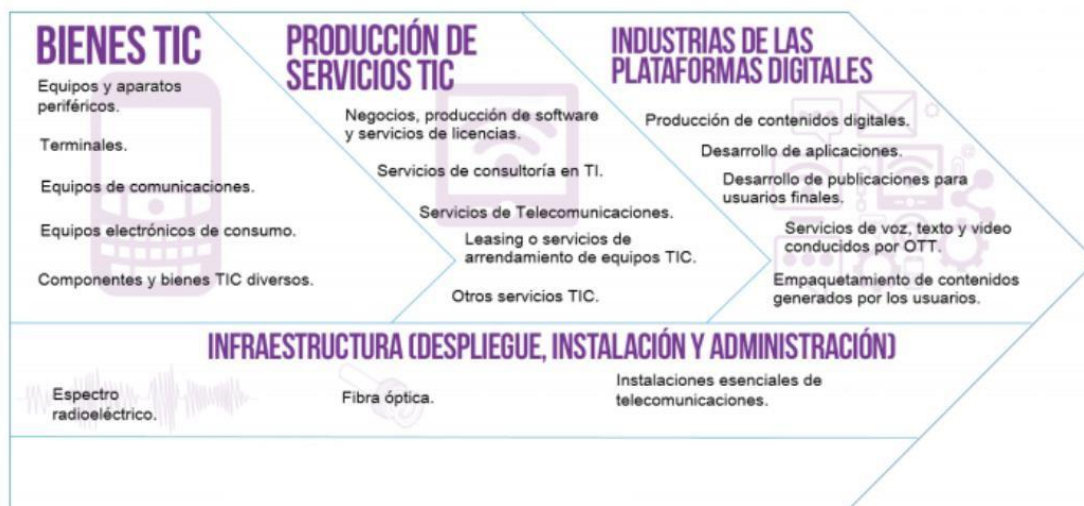 BIENES TIC
Equipos y aparatos
periféricos.
Terminales.
Equipos de comunicaciones.
Equipos electrónicos de consumo.
Componentes y bienes TIC diversos.
PRODUCCIÓN DE
SERVICIOS TIC
Negocios, producción de software
y servicios de licencias.
Servicios de consultoría en TI.
Servicios de Telecomunicaciones.
Leasing o servicios de
arrendamiento de equipos TIC.
Otros servicios TIC.
INDUSTRIAS DE LAS
PLATAFORMAS DIGITALES
Producción de contenidos digitales.
Desarrollo de aplicaciones.
Desarrollo de publicaciones para
usuarios finales.
Servicios de voz, texto y video
conducidos por OTT.
Empaquetamiento de contenidos
generados por los usuarios.
INFRAESTRUCTURA (DESPLIEGUE, INSTALACIÓN Y ADMINISTRACIÓN)
Espectro
radioeléctrico.
Fibra óptica.
Instalaciones esenciales de
telecomunicaciones.